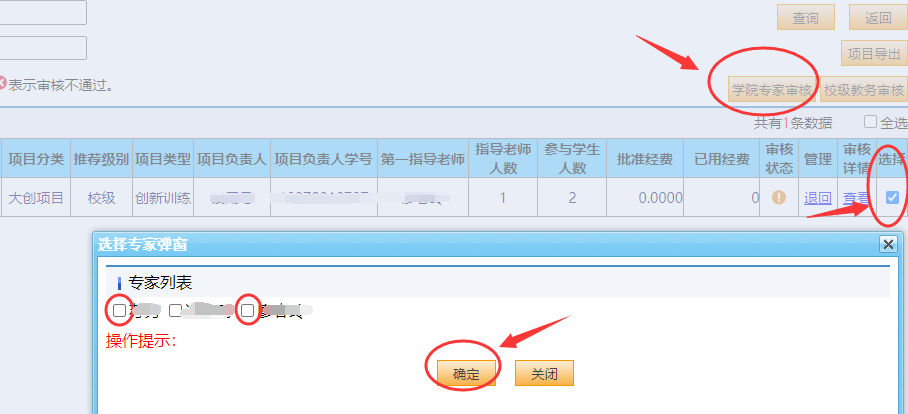 查询 返回
项目导出
表示审核不通过。
学院专家审核 校级教务审核
共有1条数据 全选
项目分类 推荐级别 项目类型 项目负责人 项目负责人学号 第一指导老师 指导老师人数 参与学生人数 批准经费 已用经费 审核状态 管理 审核详情 选择
大创项目 校级 创新训练 1 2 0.0000 0 退回 查看
选择专家弹窗
专家列表
操作提示：
确定 关闭